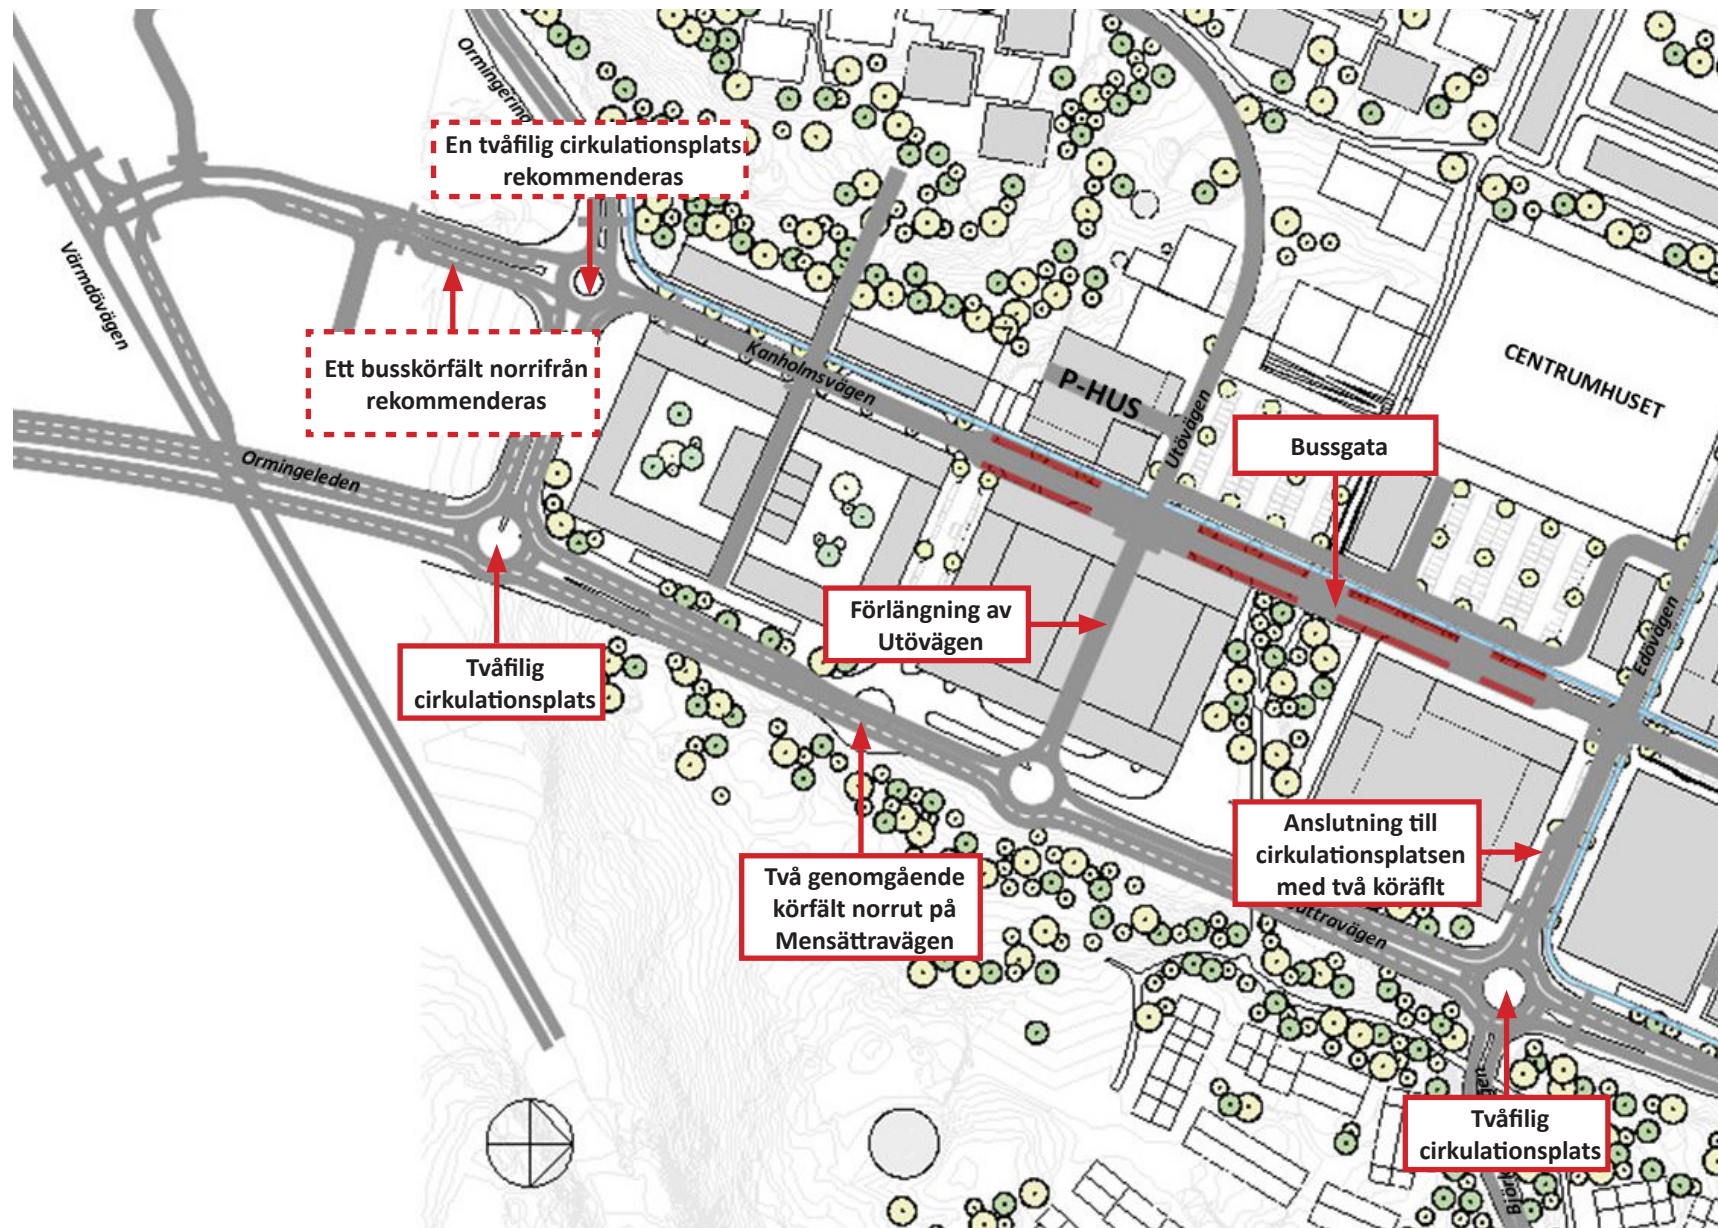 Ormingering
En tvåfilig cirkulationsplats
rekommenderas
Värmdövägen
Ett busskörfält norrifrån
rekommenderas
Kanholmsvägen
P-HUS
Utövägen
CENTRUMHUSET
Bussgata
Ormingeleden
Förlängning av
Utövägen
Edövägen
Tvåfilig
cirkulationsplats
Två genomgående
körfält norrut på
Mensättravägen
Anslutning till
cirkulationsplatsen
med två köräflt
Tvåfilig
cirkulationsplats